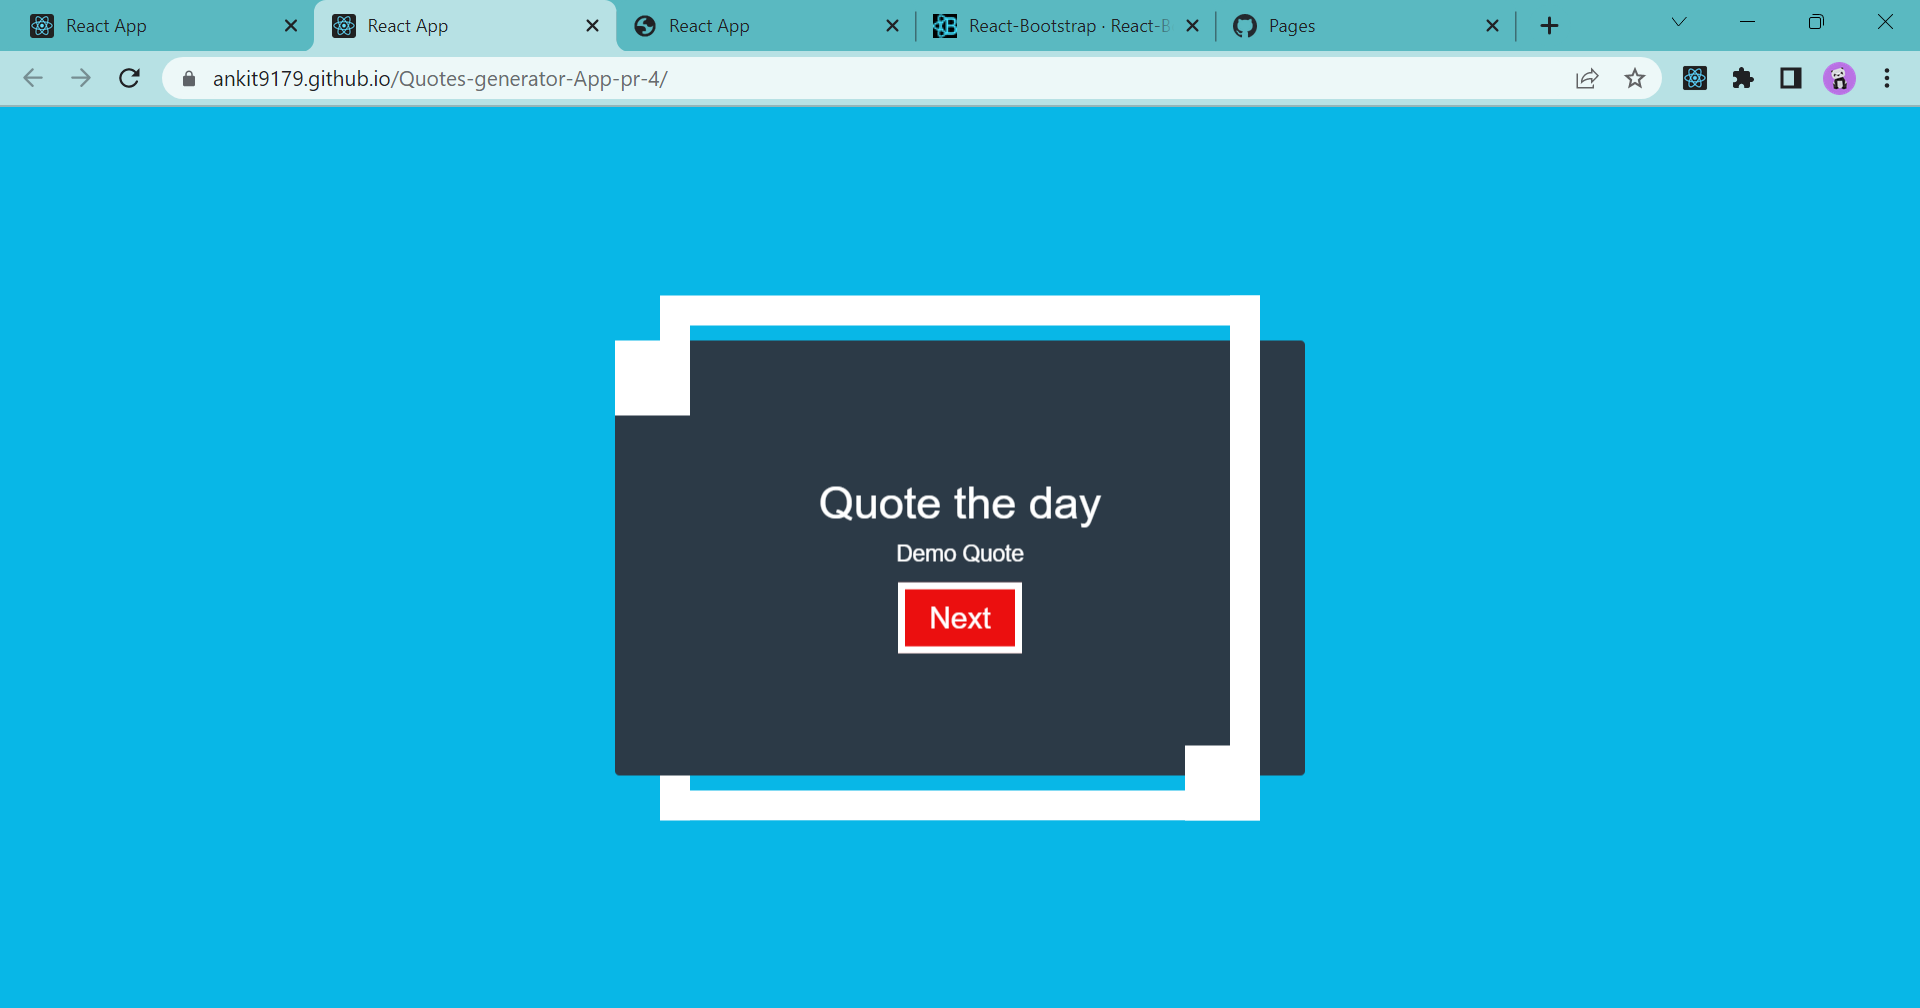 React App
React App
React App
React-Bootstrap · React-B
Pages
ankit9179.github.io/Quotes-generator-App-pr-4/
Quote the day
Demo Quote
Next